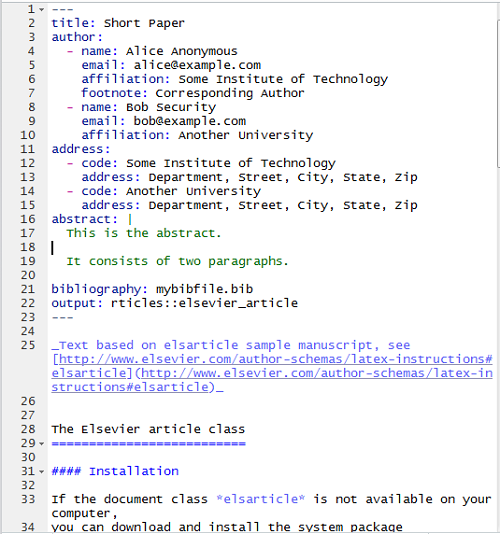 1 ---
2 title: Short Paper
3 author:
4   - name: Alice Anonymous
5     email: alice@example.com
6     affiliation: Some Institute of Technology
7     footnote: Corresponding Author
8   - name: Bob Security
9     email: bob@example.com
10     affiliation: Another University
11 address:
12   - code: Some Institute of Technology
13     address: Department, Street, City, State, Zip
14   - code: Another University
15     address: Department, Street, City, State, Zip
16 abstract: |
17   This is the abstract.
18
19   It consists of two paragraphs.
20
21 bibliography: mybibfile.bib
22 output: rticles::elsevier_article
23 ---
24
25 _Text based on elsarticle sample manuscript, see
[http://www.elsevier.com/author-schemas/latex-instructions#
elsarticle](http://www.elsevier.com/author-schemas/latex-in
structions#elsarticle)_
26
27
28 The Elsevier article class
29 ==========================
30
31 #### Installation
32
33 If the document class *elsarticle* is not available on your
computer,
34 you can download and install the system package